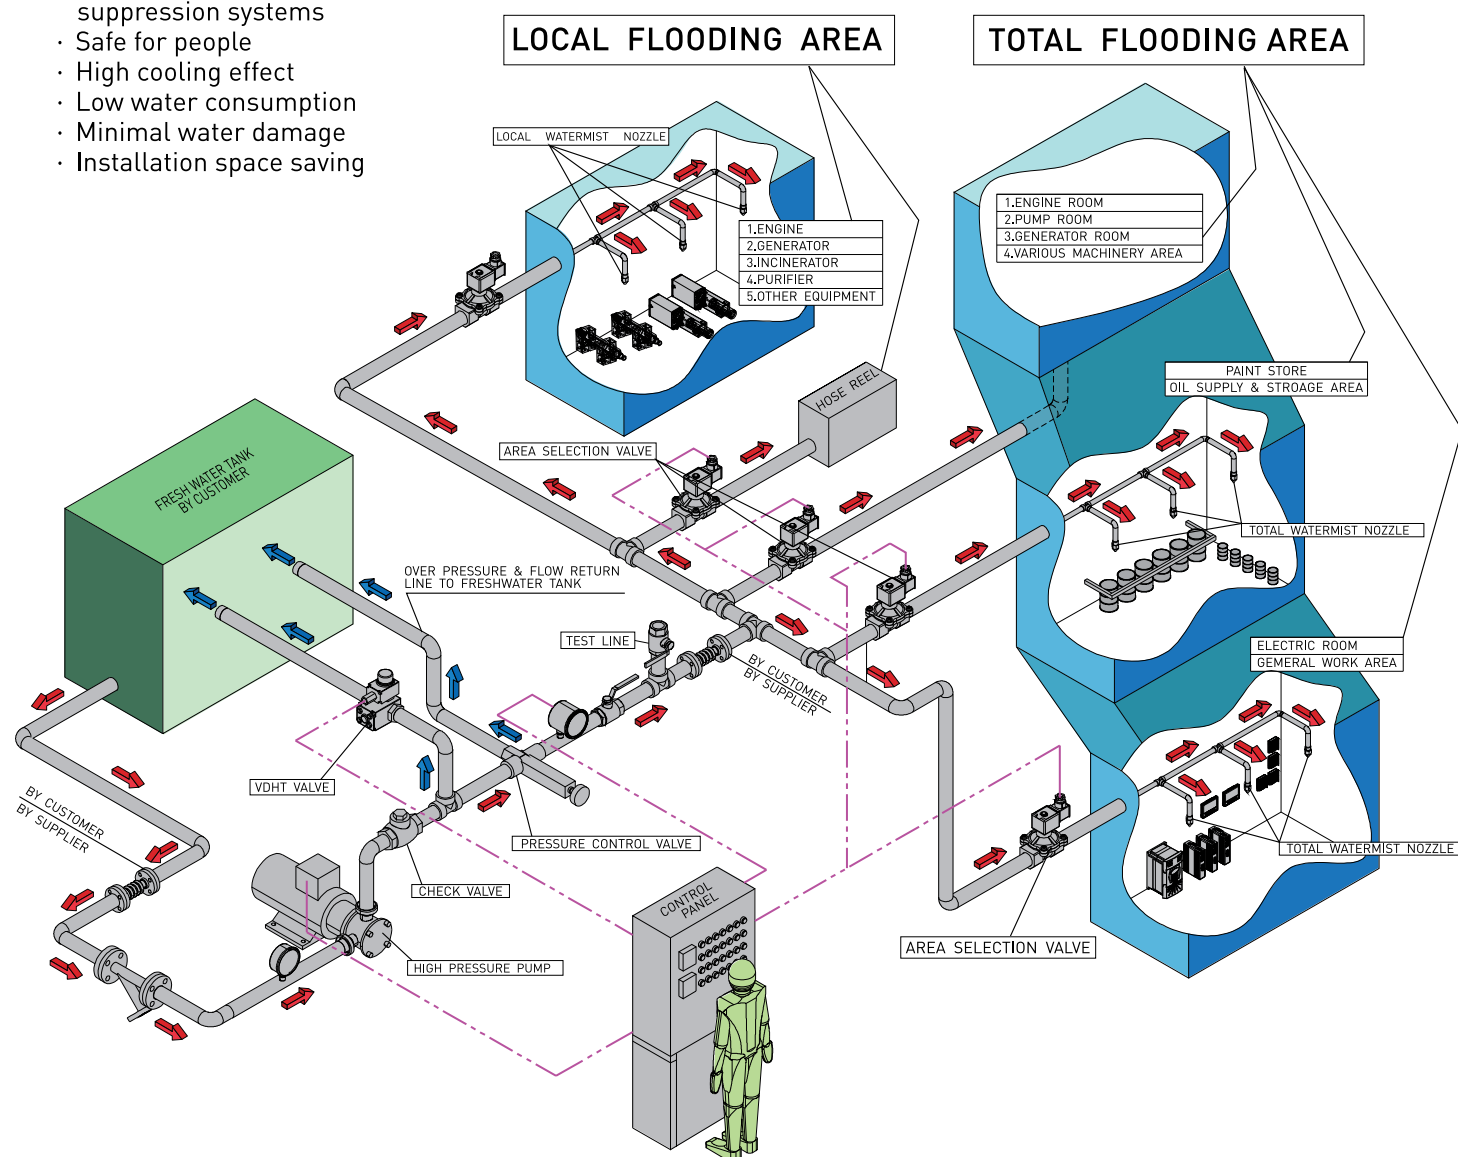 suppression systems
· Safe for people
· High cooling effect
· Low water consumption
· Minimal water damage
· Installation space saving
LOCAL FLOODING AREA
TOTAL FLOODING AREA
LOCAL WATERMIST NOZZLE
1.ENGINE
2.GENERATOR
3.INCINERATOR
4.PURIFIER
5.OTHER EQUIPMENT
1.ENGINE ROOM
2.PUMP ROOM
3.GENERATOR ROOM
4.VARIOUS MACHINERY AREA
HOSE REEL
PAINT STORE
OIL SUPPLY & STROAGE AREA
AREA SELECTION VALVE
FRESH WATER TANK
BY CUSTOMER
TOTAL WATERMIST NOZZLE
OVER PRESSURE & FLOW RETURN
LINE TO FRESHWATER TANK
TEST LINE
BY CUSTOMER
BY SUPPLIER
ELECTRIC ROOM
GEMERAL WORK AREA
VDHT VALVE
BY CUSTOMER
BY SUPPLIER
PRESSURE CONTROL VALVE
TOTAL WATERMIST NOZZLE
CHECK VALVE
CONTROL
PANEL
AREA SELECTION VALVE
HIGH PRESSURE PUMP